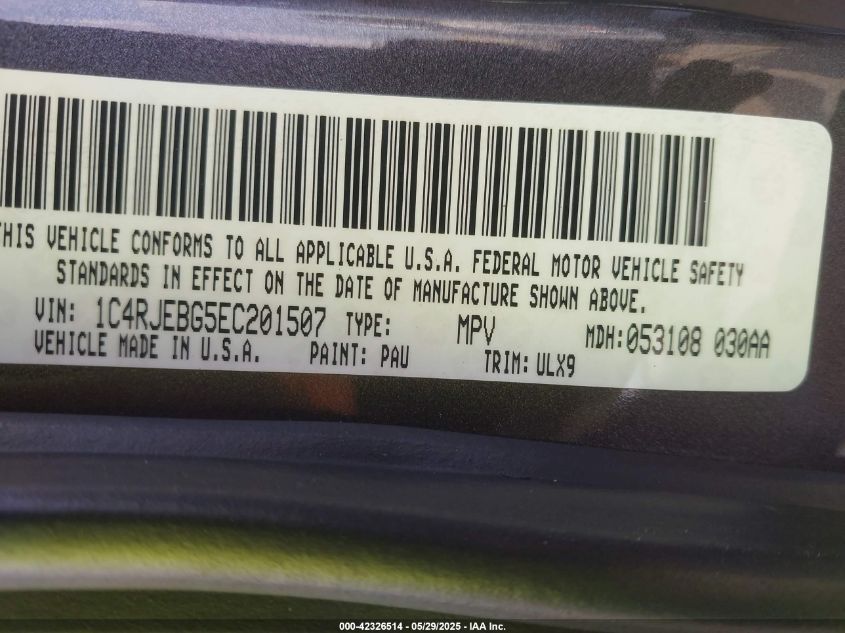 THIS VEHICLE CONFORMS TO ALL APPLICABLE U.S.A. FEDERAL MOTOR VEHICLE SAFETY
STANDARDS IN EFFECT ON THE DATE OF MANUFACTURE SHOWN ABOVE.
VIN: 1C4RJEBG5EC201507 TYPE: MPV MDH:053108 030AA
VEHICLE MADE IN U.S.A. PAINT: PAU TRIM: ULX9
000-42326514 - 05/29/2025 - IAA Inc.